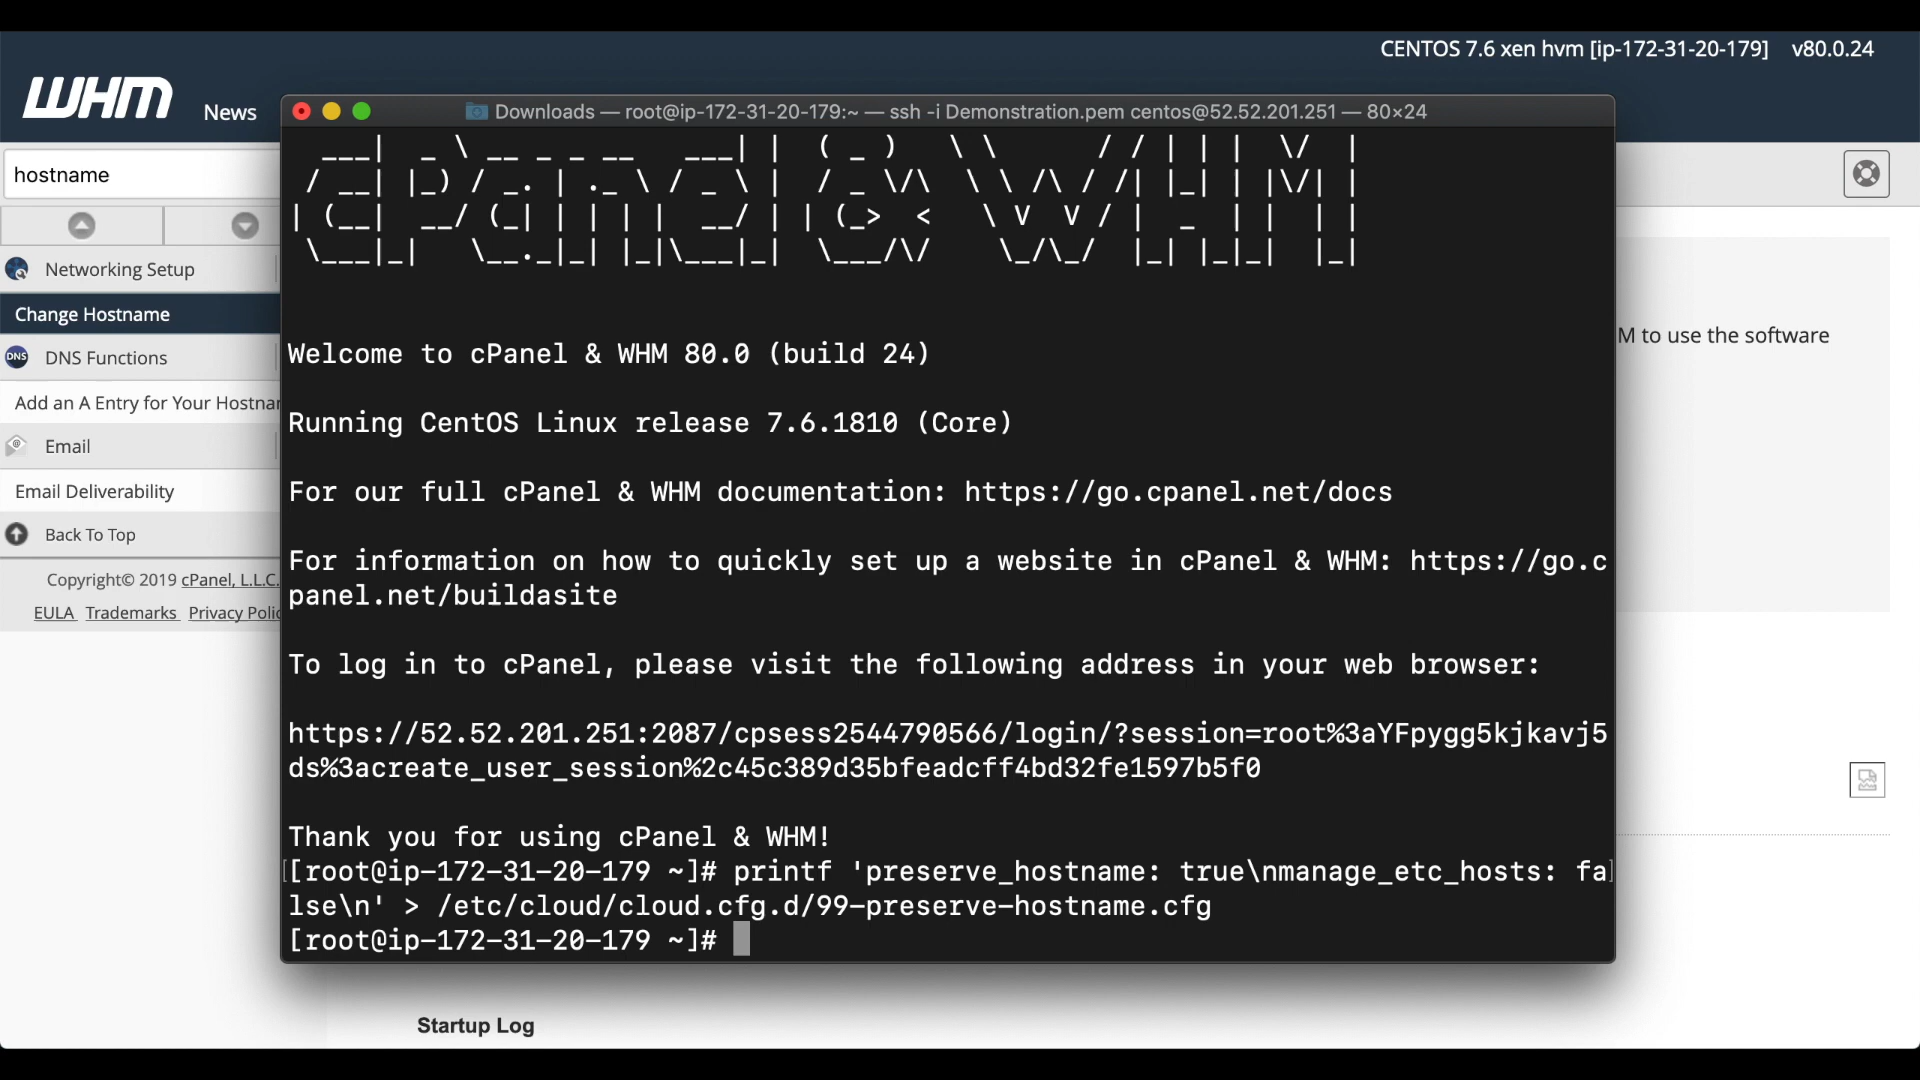 CENTOS 7.6 xen hvm [ip-172-31-20-179] v80.0.24
WHM
News
Downloads — root@ip-172-31-20-179:~ — ssh -i Demonstration.pem centos@52.52.201.251 — 80×24
hostname
Networking Setup
Change Hostname
DNS
DNS Functions
Add an A Entry for Your Hostnar
Email
Email Deliverability
Back To Top
Copyright© 2019 cPanel, L.L.C.
EULA Trademarks Privacy Polic
cPanel & WHM
Welcome to cPanel & WHM 80.0 (build 24)
Running CentOS Linux release 7.6.1810 (Core)
For our full cPanel & WHM documentation: https://go.cpanel.net/docs
For information on how to quickly set up a website in cPanel & WHM: https://go.c
panel.net/buildasite
To log in to cPanel, please visit the following address in your web browser:
https://52.52.201.251:2087/cpsess2544790566/login/?session=root%3aYFpygg5kjkavj5
ds%3acreate_user_session%2c45c389d35bfeadcff4bd32fe1597b5f0
Thank you for using cPanel & WHM!
[[root@ip-172-31-20-179 ~]# printf 'preserve_hostname: true\nmanage_etc_hosts: fa]
lse\n' > /etc/cloud/cloud.cfg.d/99-preserve-hostname.cfg
[root@ip-172-31-20-179 ~]#
M to use the software
Startup Log